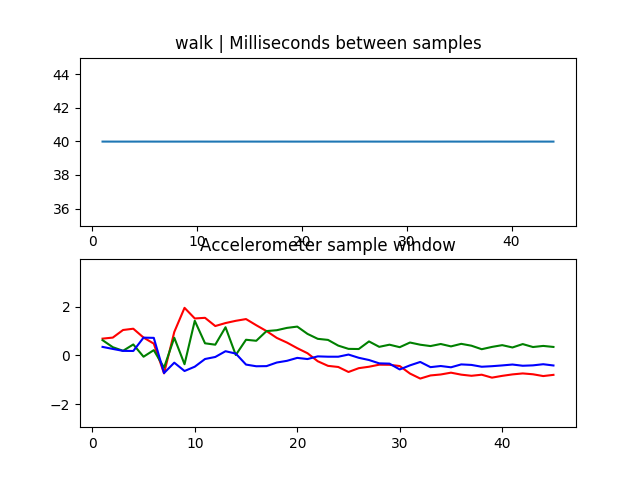 walk | Milliseconds between samples
44
42
40
38
36
0 10 20 30 40
Accelerometer sample window
2
0
−2
0 10 20 30 40